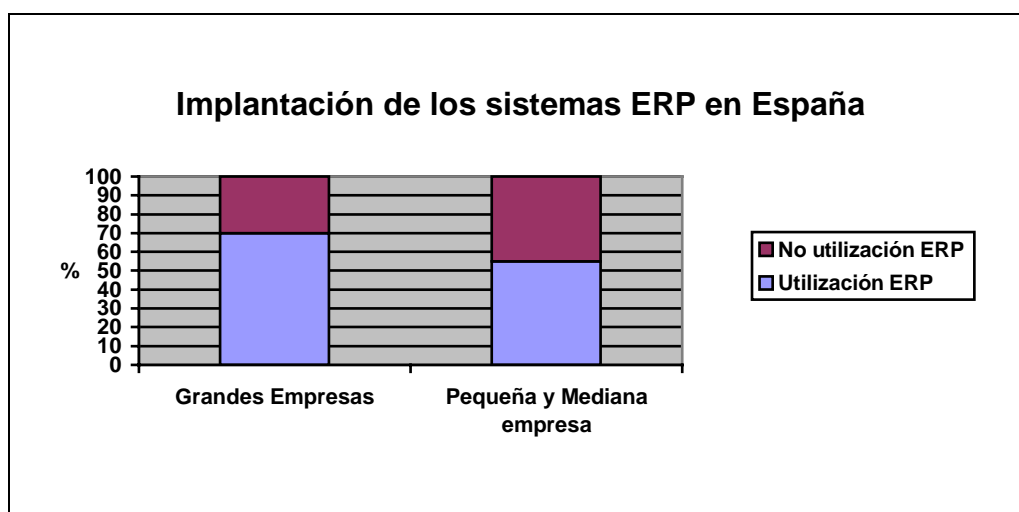 Implantación de los sistemas ERP en España
100
90
80
70
60
50
40
30
20
10
0
%
Grandes Empresas
Pequeña y Mediana
empresa
No utilización ERP
Utilización ERP